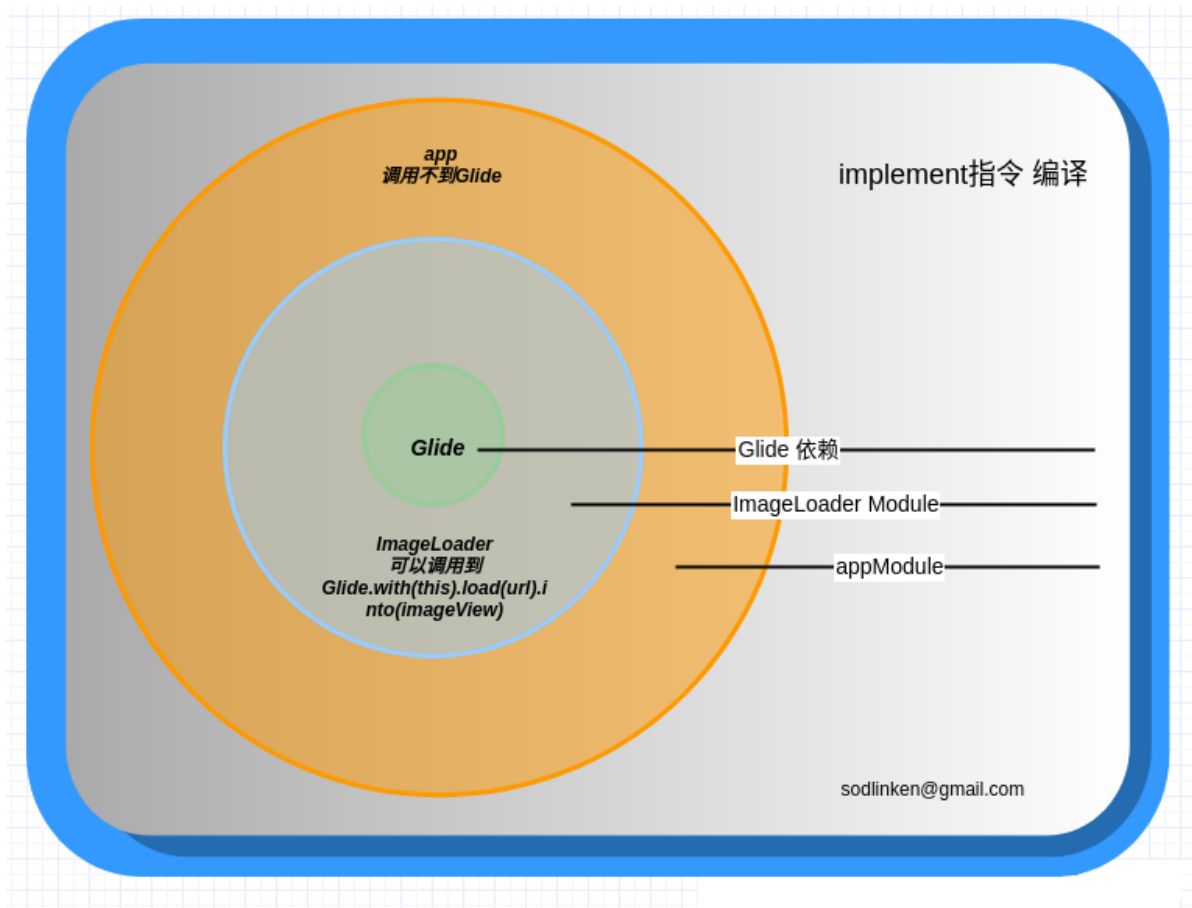 app
调用不到Glide
implement指令 编译
Glide
Glide 依赖
ImageLoader Module
ImageLoader
可以调用到
Glide.with(this).load(url).i
nto(imageView)
appModule
sodlinken@gmail.com